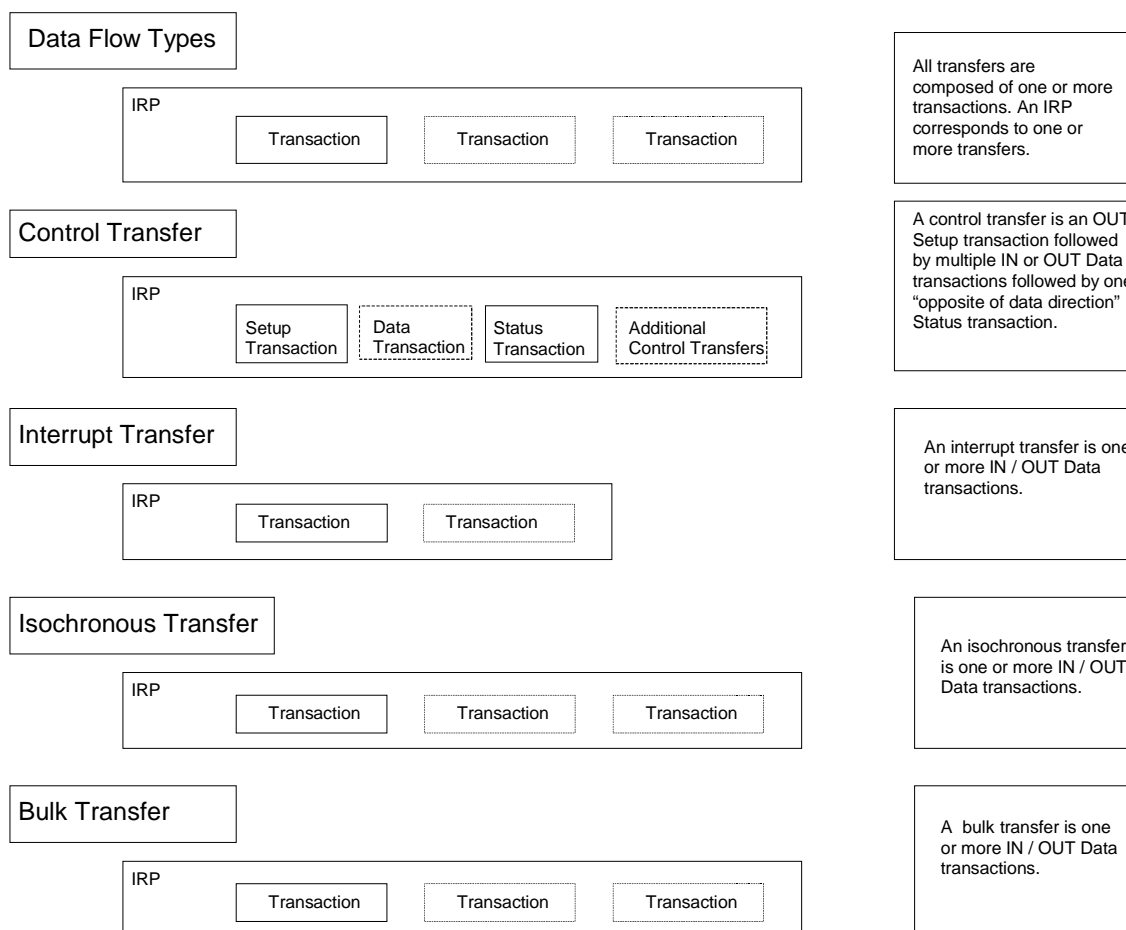 Data Flow Types
IRP
Transaction
Transaction
Transaction
All transfers are
composed of one or more
transactions. An IRP
corresponds to one or
more transfers.
Control Transfer
IRP
Setup
Transaction
Data
Transaction
Status
Transaction
Additional
Control Transfers
A control transfer is an OUT
Setup transaction followed
by multiple IN or OUT Data
transactions followed by one
“opposite of data direction”
Status transaction.
Interrupt Transfer
IRP
Transaction
Transaction
An interrupt transfer is one
or more IN / OUT Data
transactions.
Isochronous Transfer
IRP
Transaction
Transaction
Transaction
An isochronous transfer
is one or more IN / OUT
Data transactions.
Bulk Transfer
IRP
Transaction
Transaction
Transaction
A bulk transfer is one
or more IN / OUT Data
transactions.